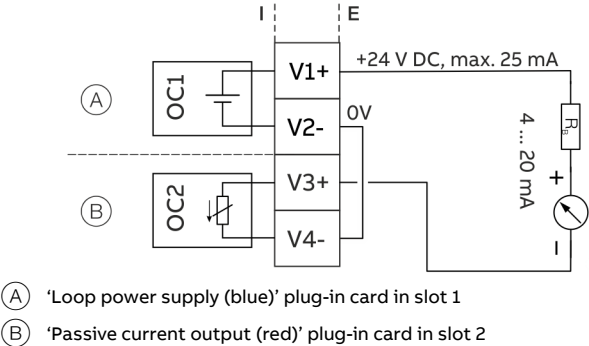 I E
V1+ +24 V DC, max. 25 mA
OC1
A
V2- 0V
RB
4 ... 20 mA
+
V3+
OC2
B
V4-
–
A 'Loop power supply (blue)' plug-in card in slot 1
B 'Passive current output (red)' plug-in card in slot 2